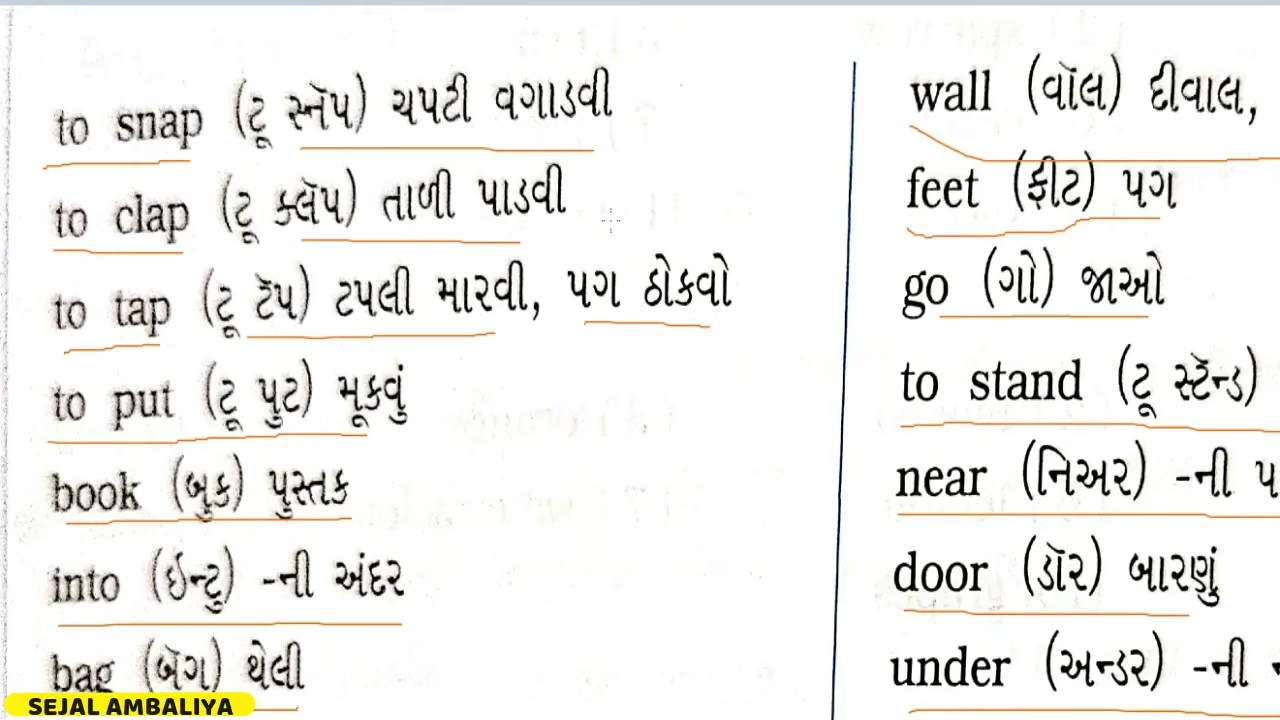 to snap (ટૂ સ્નૅપ) ચપટી વગાડવી
to clap (ટૂ ક્લૅપ) તાળી પાડવી
to tap (ટૂ ટૅપ) ટપલી મારવી, પગ ઠોકવો
to put (ટૂ પુટ) મૂકવું
book (બુક) પુસ્તક
into (ઇન્ટુ) -ની અંદર
bag (બૅગ) થેલી
wall (વૉલ) દીવાલ,
feet (ફીટ) પગ
go (ગો) જાઓ
to stand (ટૂ સ્ટૅન્ડ)
near (નિઅર) -ની
door (ડૉર) બારણું
under (અન્ડર) -ની
SEJAL AMBALIYA